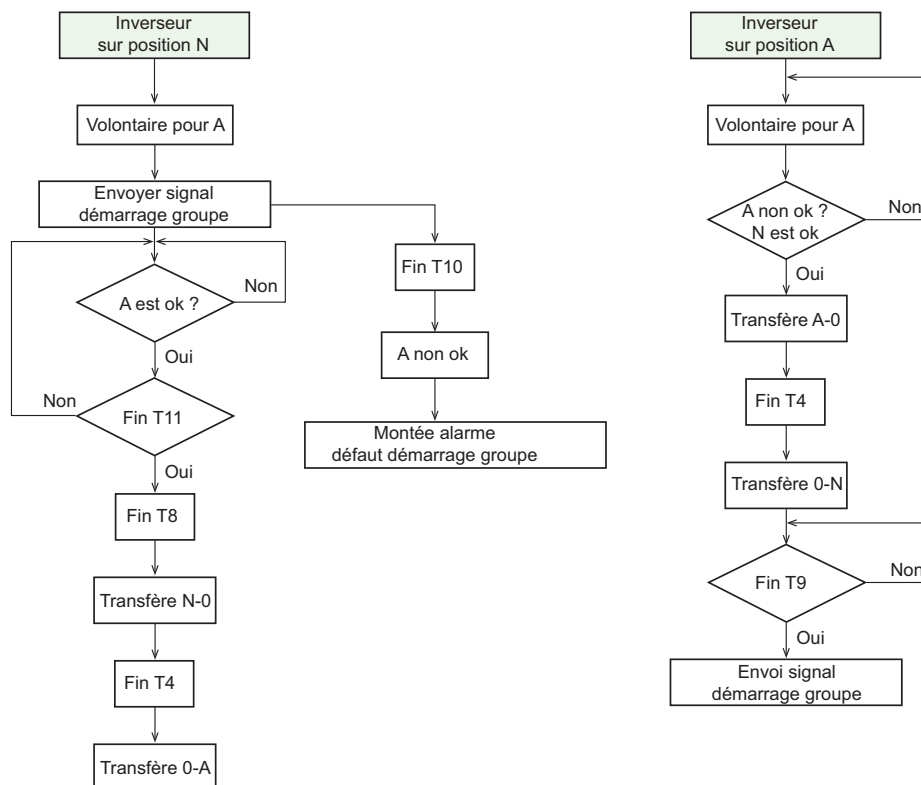 Inverseur
sur position N
Volontaire pour A
Envoyer signal
démarrage groupe
A est ok ?
Non
Oui
Non
Fin T11
Oui
Fin T8
Transfère N-0
Fin T4
Transfère 0-A
Fin T10
A non ok
Montée alarme
défaut démarrage groupe
Inverseur
sur position A
Volontaire pour A
A non ok ?
N est ok
Non
Oui
Transfère A-0
Fin T4
Transfère 0-N
Fin T9
Non
Oui
Envoi signal
démarrage groupe